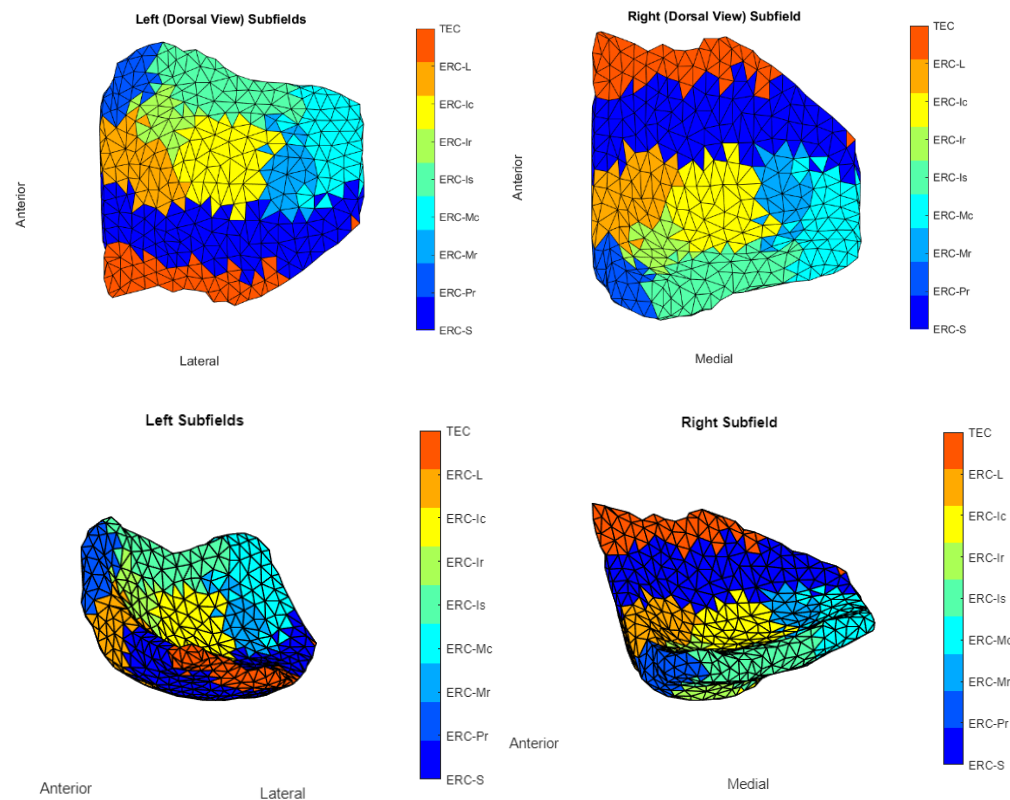 Left (Dorsal View) Subfields
TEC
ERC-L
ERC-Ic
ERC-Ir
ERC-Is
ERC-Mc
ERC-Mr
ERC-Pr
ERC-S
Anterior
Lateral
Right (Dorsal View) Subfield
TEC
ERC-L
ERC-Ic
ERC-Ir
ERC-Is
ERC-Mc
ERC-Mr
ERC-Pr
ERC-S
Anterior
Medial
Left Subfields
TEC
ERC-L
ERC-Ic
ERC-Ir
ERC-Is
ERC-Mc
ERC-Mr
ERC-Pr
ERC-S
Anterior
Lateral
Right Subfield
TEC
ERC-L
ERC-Ic
ERC-Ir
ERC-Is
ERC-Mc
ERC-Mr
ERC-Pr
ERC-S
Anterior
Medial